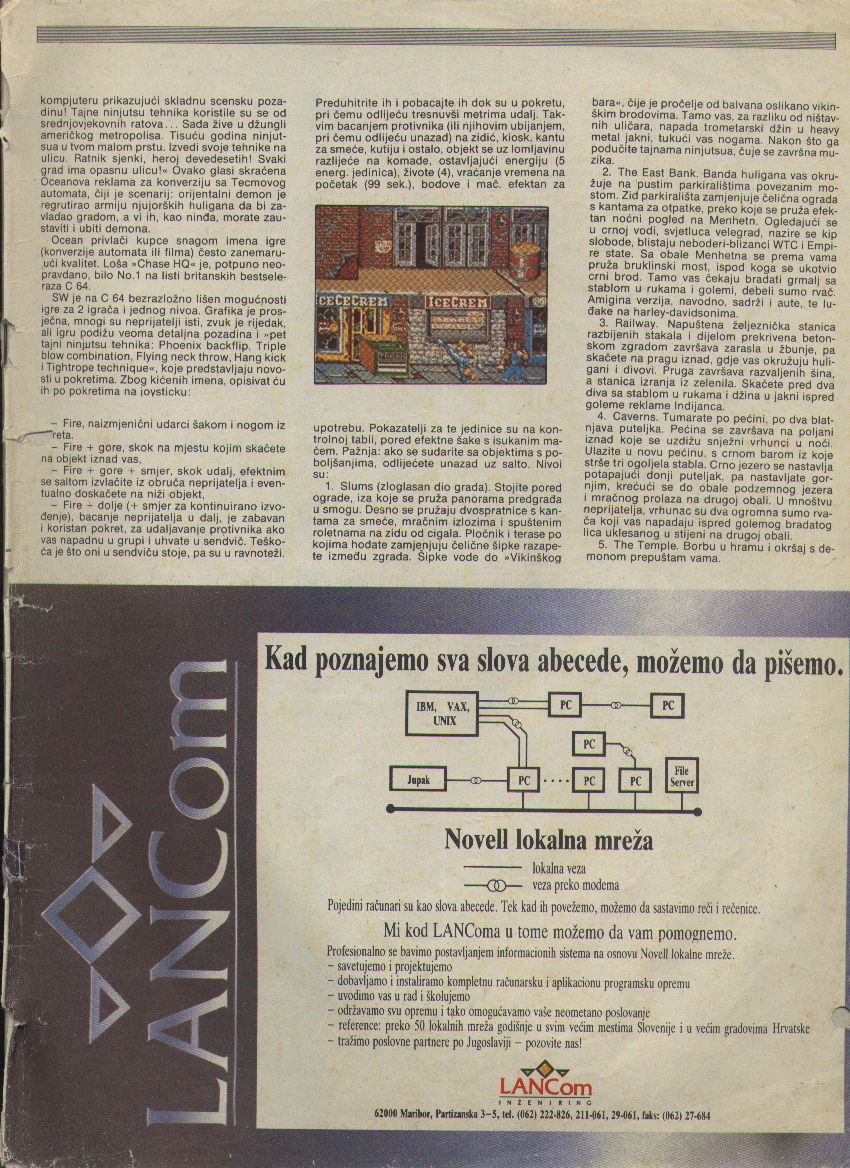 kompjuteru prikazujući skladnu scensku poza-
dinu! Tajne ninjutsu tehnika koristile su se od
srednjovjekovnih ratova... Sada žive u džungli
američkog metropolisa. Tisuću godina ninjut-
sua u tvom malom prstu. Izvedi svoje tehnike na
ulicu. Ratnik sjenki, heroj devedesetih! Svaki
grad ima opasnu ulicu!« Ovako glasi skraćena
Oceanova reklama za konverziju sa Tecmovog
automata, čiji je scenarij: orijentalni demon je
regrutirao armiju njujorških huligana da bi za-
vladao gradom, a vi ih, kao ninđa, morate zau-
staviti i ubiti demona.
Ocean privlači kupce snagom imena igre
(konverzije automata ili filma) često zanemaru-
ući kvalitet. Loša »Chase HQ« je, potpuno neo-
pravdano, bilo No.1 na listi britanskih bestsele-
raza C 64.
SW je na C 64 bezrazložno lišen mogućnosti
igre za 2 igrača i jednog nivoa. Grafika je pros-
ječna, mnogi su neprijatelji isti, zvuk je rijedak,
ali igru podižu veoma detaljna pozadina i »pet
tajni ninjutsu tehnika: Phoenix backflip, Triple
blow combination, Flying neck throw, Hang kick
i Tightrope technique«, koje predstavljaju novo-
sti u pokretima. Zbog kićenih imena, opisivat ću
ih po pokretima na joysticku:
– Fire, naizmjenični udarci šakom i nogom iz
reta.
– Fire + gore, skok na mjestu kojim skačete
na objekt iznad vas,
– Fire + gore + smjer, skok udalj, efektnim
se saltom izvlačite iz obruča neprijatelja i even-
tualno doskačete na niži objekt,
– Fire + dolje (+ smjer za kontinuirano izvo-
đenje), bacanje neprijatelja u dalj, je zabavan
i koristan pokret, za udaljavanje protivnika ako
vas napadnu u grupi i uhvate u sendvič. Teško-
ća je što oni u sendviču stoje, pa su u ravnoteži.
Preduhitrite ih i pobacajte ih dok su u pokretu,
pri čemu odlijeću tresnuvši metrima udalj. Tak-
vim bacanjem protivnika (ili njihovim ubijanjem,
pri čemu odlijeću unazad) na zidić, kiosk, kantu
za smeće, kutiju i ostalo, objekt se uz lomljavinu
razlijeće na komade, ostavljajući energiju (5
energ. jedinica), živote (4), vraćanje vremena na
početak (99 sek.), bodove i mač. efektan za
ICECECREM
ICECREM
upotrebu. Pokazatelji za te jedinice su na kon-
trolnoj tabli, pored efektne šake s isukanim ma-
čem. Pažnja: ako se sudarite sa objektima s po-
boljšanjima, odlijećete unazad uz salto. Nivoi
su:
1. Slums (zloglasan dio grada). Stojite pored
ograde, iza koje se pruža panorama predgrađa
u smogu. Desno se pružaju dvospratnice s kan-
tama za smeće, mračnim izlozima i spuštenim
roletnama na zidu od cigala. Pločnik i terase po
kojima hodate zamjenjuju čelične šipke razape-
te između zgrada. Šipke vode do »Vikinškog
bara«, čije je pročelje od balvana oslikano vikin-
škim brodovima. Tamo vas, za razliku od ništav-
nih uličara, napada trometarski džin u heavy
metal jakni, tukući vas nogama. Nakon što ga
podučite tajnama ninjutsua, čuje se završna mu-
zika.
2. The East Bank. Banda huligana vas okru-
žuje na pustim parkiralištima povezanim mo-
stom. Zid parkirališta zamjenjuje čelična ograda
s kantama za otpatke, preko koje se pruža efek-
tan noćni pogled na Menhetn. Ogledajući se
u crnoj vodi, svjetluca velegrad, nazire se kip
slobode, blistaju neboderi-blizanci WTC i Empi-
re state. Sa obale Menhetna se prema vama
pruža bruklinski most, ispod koga se ukotvio
crni brod. Tamo vas čekaju bradati grmalj sa
stablom u rukama i golemi, debeli sumo rvač.
Amigina verzija, navodno, sadrži i aute, te lu-
đake na harley-davidsonima.
3. Railway. Napuštena željeznička stanica
razbijenih stakala i dijelom prekrivena beton-
skom zgradom završava zarasla u žbunje, pa
skačete na pragu iznad, gdje vas okružuju huli-
gani i divovi. Pruga završava razvaljenih šina,
a stanica izranja iz zelenila. Skačete pred dva
diva sa stablom u rukama i džina u jakni ispred
goleme reklame Indijanca.
4. Caverns. Tumarate po pećini, po dva blat-
njava puteljka. Pećina se završava na poljani
iznad koje se uzdižu snježni vrhunci u noći.
Ulazite u novu pećinu, s crnom barom iz koje
strše tri ogoljela stabla. Crno jezero se nastavlja
potapajući donji puteljak, pa nastavljate gor-
njim, krećući se do obale podzemnog jezera
i mračnog prolaza na drugoj obali. U mnoštvu
neprijatelja, vrhunac su dva ogromna sumo rva-
ča koji vas napadaju ispred golemog bradatog
lica uklesanog u stijeni na drugoj obali.
5. The Temple. Borbu u hramu i okršaj s de-
monom prepuštam vama.
LANCom
Kad poznajemo sva slova abecede, možemo da pišemo.
IBM, VAX,
UNIX
PC
PC
PC
Jupak
PC
PC
PC
File
Server
Novell lokalna mreža
lokalna veza
veza preko modema
Pojedini računari su kao slova abecede. Tek kad ih povežemo, možemo da sastavimo reči i rečenice.
Mi kod LANComa u tome možemo da vam pomognemo.
Profesionalno se bavimo postavljanjem informacionih sistema na osnovu Novell lokalne mreže.
– savetujemo i projektujemo
– dobavljamo i instaliramo kompletnu računarsku i aplikacionu programsku opremu
– uvodimo vas u rad i školujemo
– održavamo svu opremu i tako omogućavamo vaše neometano poslovanje
– reference: preko 50 lokalnih mreža godišnje u svim većim mestima Slovenije i u većim gradovima Hrvatske
– tražimo poslovne partnere po Jugoslaviji – pozovite nas!
LANCom
INŽENIRING
62000 Maribor, Partizanska 3–5, tel. (062) 222-826, 211-061, 29-061, faks: (062) 27-684